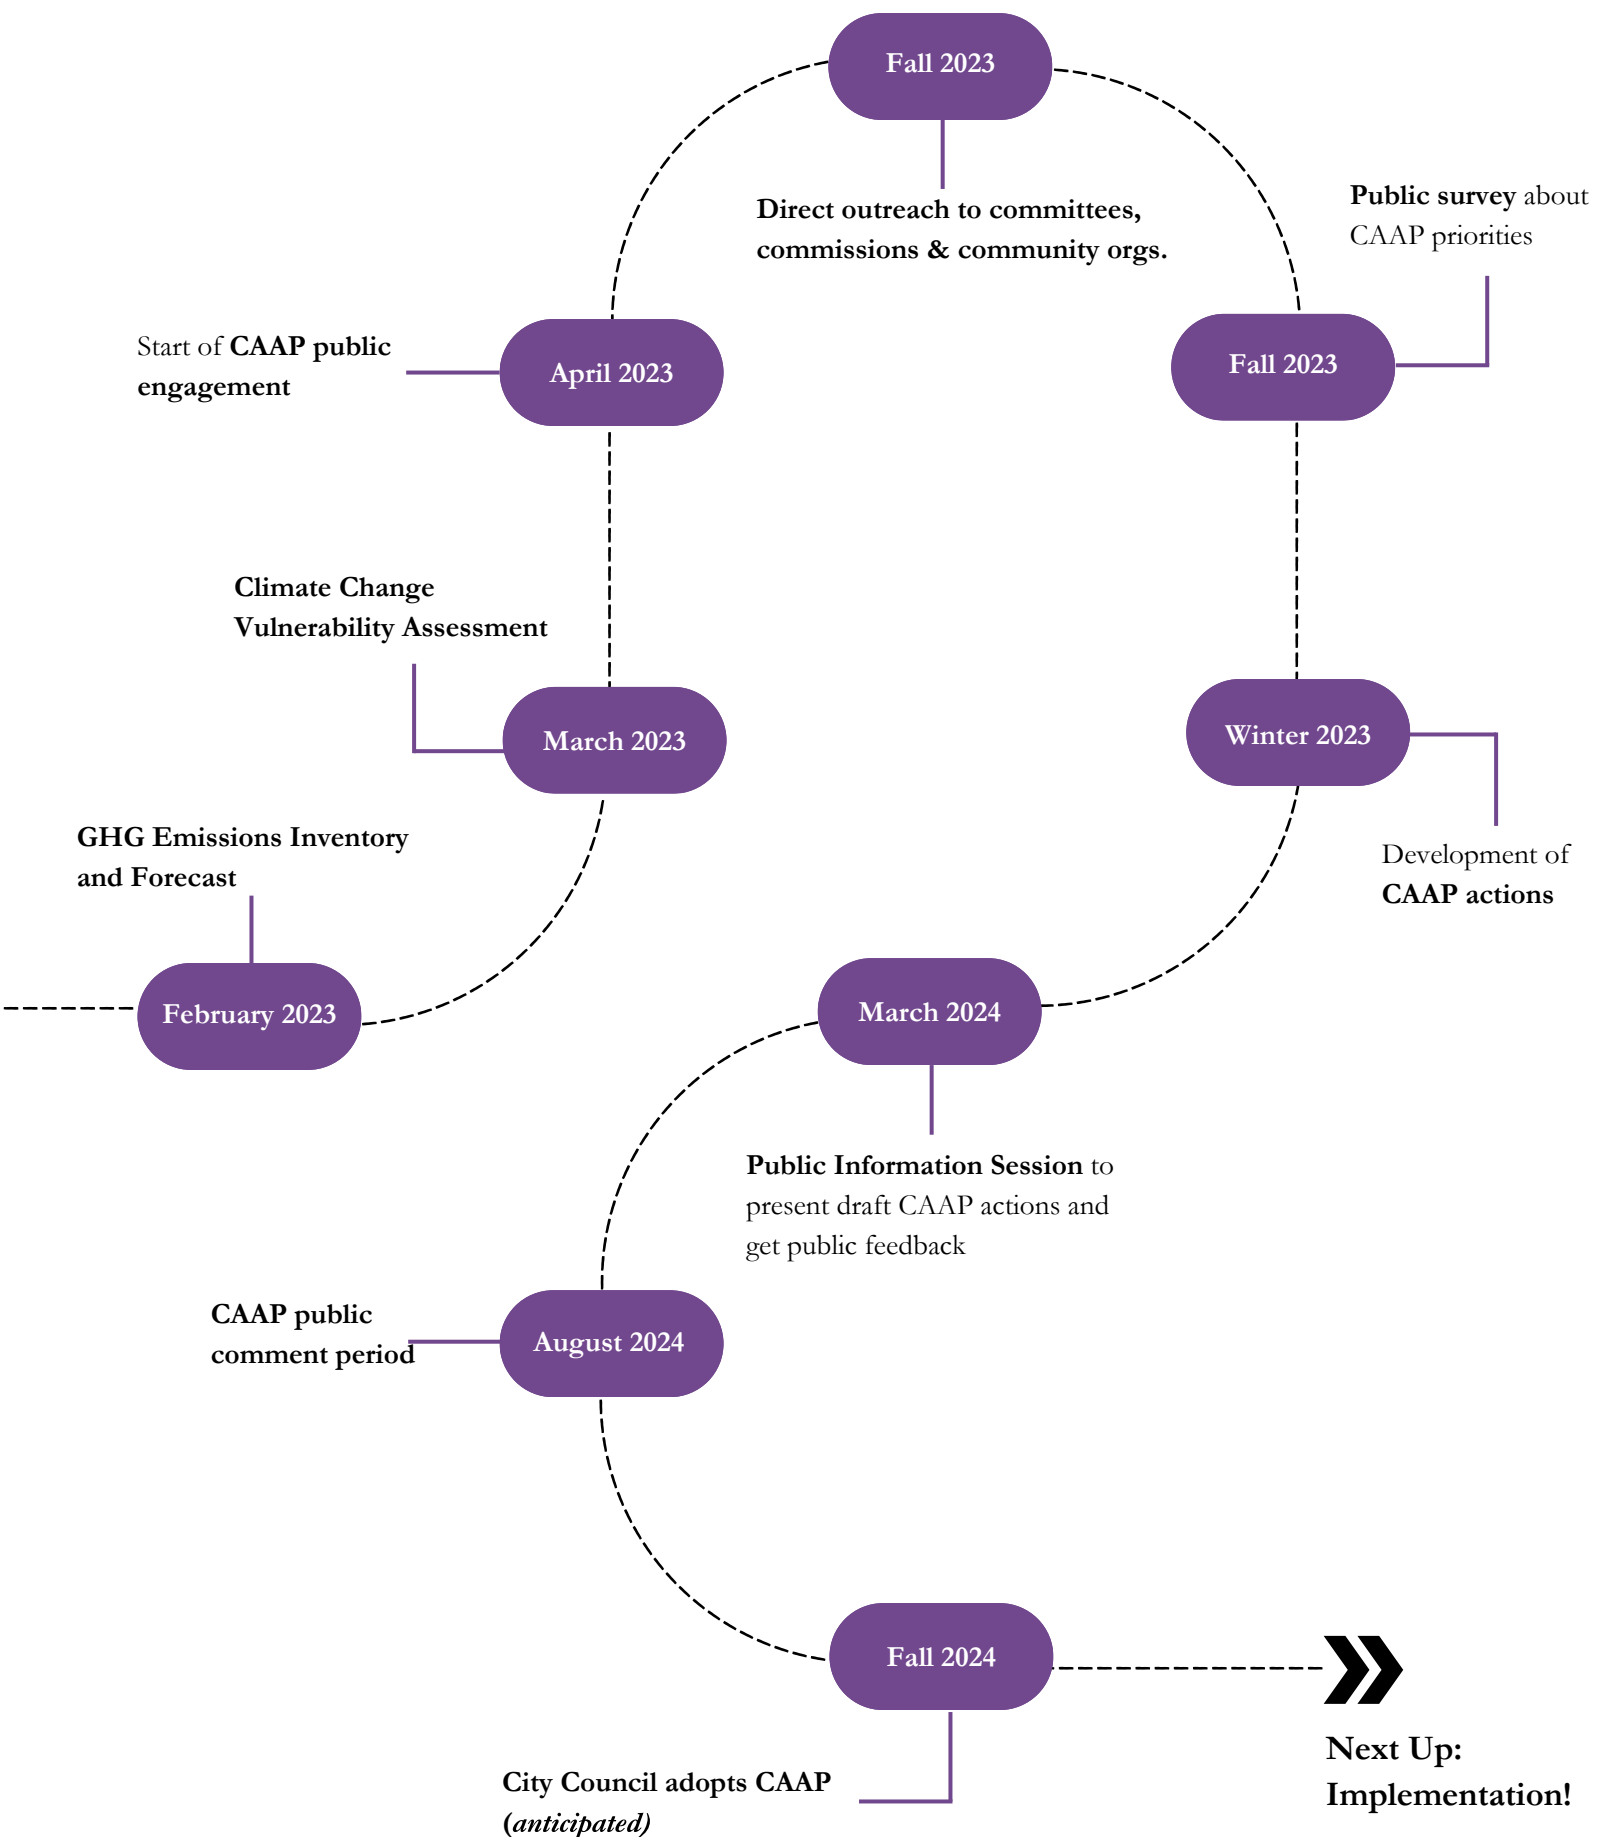 Fall 2023
Direct outreach to committees,
commissions & community orgs.
Public survey about
CAAP priorities
Start of CAAP public
engagement
April 2023
Fall 2023
Climate Change
Vulnerability Assessment
March 2023
Winter 2023
GHG Emissions Inventory
and Forecast
Development of
CAAP actions
February 2023
March 2024
Public Information Session to
present draft CAAP actions and
get public feedback
CAAP public
comment period
August 2024
Fall 2024
Next Up:
Implementation!
City Council adopts CAAP
(anticipated)